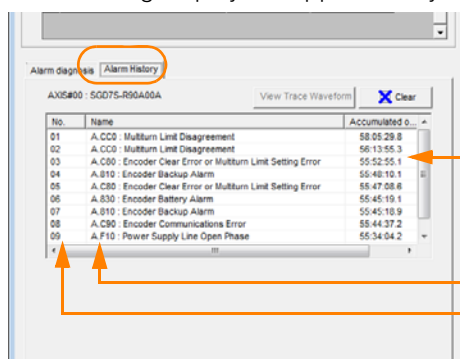 Alarm diagnosis Alarm History
AXIS#00 : SGD7S-R90A00A View Trace Waveform Clear
No. Name Accumulated o...
01 A.CC0 : Multiturn Limit Disagreement 58:05:29.8
02 A.CC0 : Multiturn Limit Disagreement 56:13:55.3
03 A.C80 : Encoder Clear Error or Multiturn Limit Setting Error 55:52:55.1
04 A.810 : Encoder Backup Alarm 55:48:10.1
05 A.C80 : Encoder Clear Error or Multiturn Limit Setting Error 55:47:08.6
06 A.830 : Encoder Battery Alarm 55:45:19.1
07 A.810 : Encoder Backup Alarm 55:45:18.9
08 A.C90 : Encoder Communications Error 55:44:37.2
09 A.F10 : Power Supply Line Open Phase 55:34:04.2